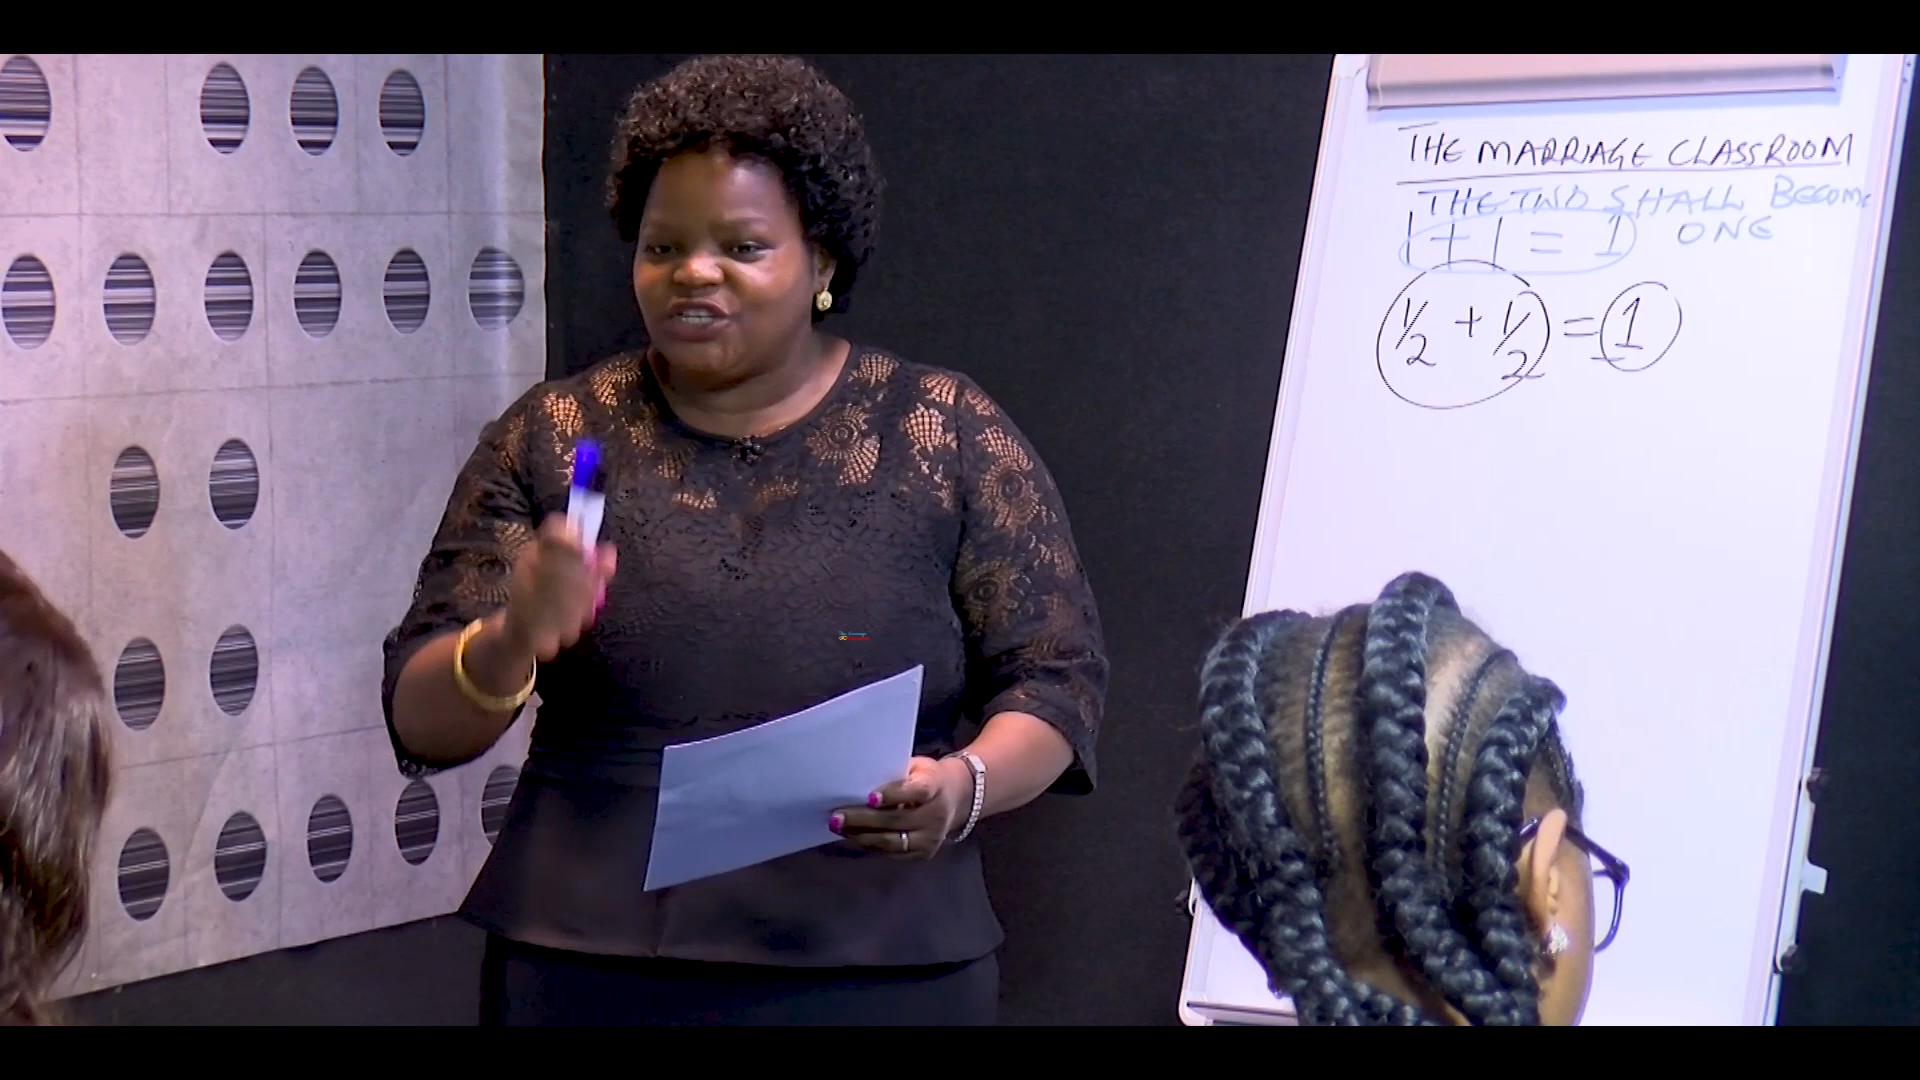 THE MARRIAGE CLASSROOM
THE TWO SHALL BECOME
1 + 1 = 1 ONE
1/2 + 1/2 = 1